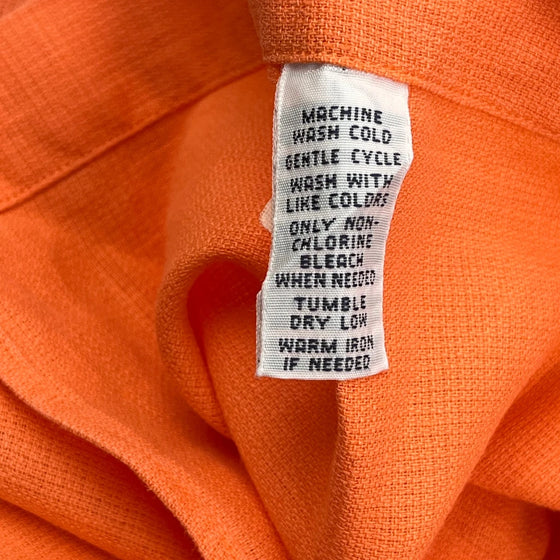 MACHINE
WASH COLD
GENTLE CYCLE
WASH WITH
LIKE COLORS
ONLY NON-
CHLORINE
BLEACH
WHEN NEEDED
TUMBLE
DRY LOW
WARM IRON
IF NEEDED